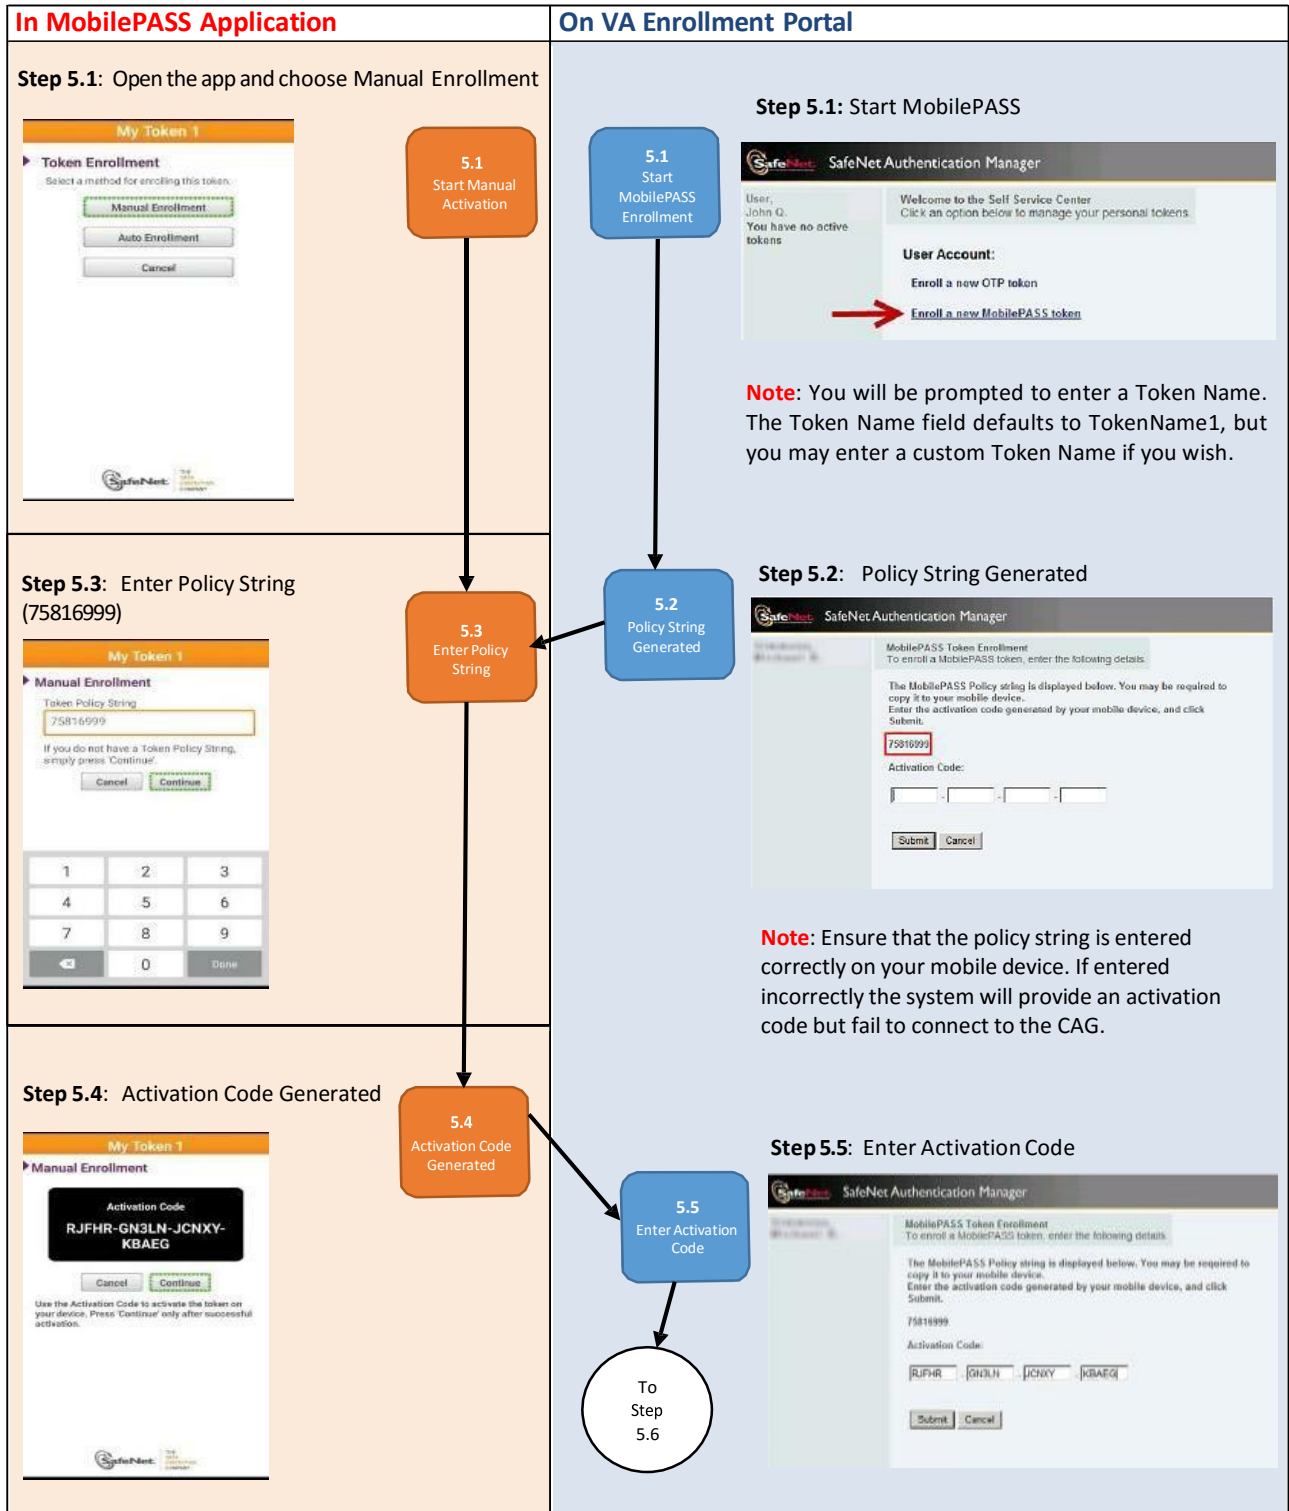 In MobilePASS Application
On VA Enrollment Portal
Step 5.1: Open the app and choose Manual Enrollment
My Token 1
Token Enrollment
Select a method for enrolling this token.
Manual Enrollment
Auto Enrollment
Cancel
SafeNet
THE
5.1
Start Manual
Activation
5.1
Start
MobilePASS
Enrollment
Step 5.1: Start MobilePASS
SafeNet SafeNet Authentication Manager
User,
John Q.
You have no active
tokens
Welcome to the Self Service Center
Click an option below to manage your personal tokens.
User Account:
Enroll a new OTP token
Enroll a new MobilePASS token
Note: You will be prompted to enter a Token Name.
The Token Name field defaults to TokenName1, but
you may enter a custom Token Name if you wish.
Step 5.3: Enter Policy String
(75816999)
My Token 1
Manual Enrollment
Token Policy String
75816999
If you do not have a Token Policy String,
simply press 'Continue'.
Cancel Continue
1 2 3
4 5 6
7 8 9
0 Done
5.3
Enter Policy
String
5.2
Policy String
Generated
Step 5.2: Policy String Generated
SafeNet SafeNet Authentication Manager
MobilePASS Token Enrollment
To enroll a MobilePASS token, enter the following details.
The MobilePASS Policy string is displayed below. You may be required to
copy it to your mobile device.
Enter the activation code generated by your mobile device, and click
Submit.
75816999
Activation Code:
- - -
Submit Cancel
Note: Ensure that the policy string is entered
correctly on your mobile device. If entered
incorrectly the system will provide an activation
code but fail to connect to the CAG.
Step 5.4: Activation Code Generated
My Token 1
Manual Enrollment
Activation Code
RJFHR-GN3LN-JCNXY-
KBAEG
Cancel Continue
Use the Activation Code to activate the token on
your device. Press 'Continue' only after successful
activation.
SafeNet
THE
5.4
Activation Code
Generated
5.5
Enter Activation
Code
To
Step
5.6
Step 5.5: Enter Activation Code
SafeNet SafeNet Authentication Manager
MobilePASS Token Enrollment
To enroll a MobilePASS token, enter the following details.
The MobilePASS Policy string is displayed below. You may be required to
copy it to your mobile device.
Enter the activation code generated by your mobile device, and click
Submit.
75816999
Activation Code:
RJFHR - GN3LN - JCNXY - KBAEG
Submit Cancel